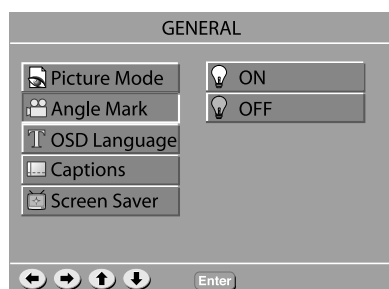 GENERAL
Picture Mode
Angle Mark
OSD Language
Captions
Screen Saver
ON
OFF
Enter